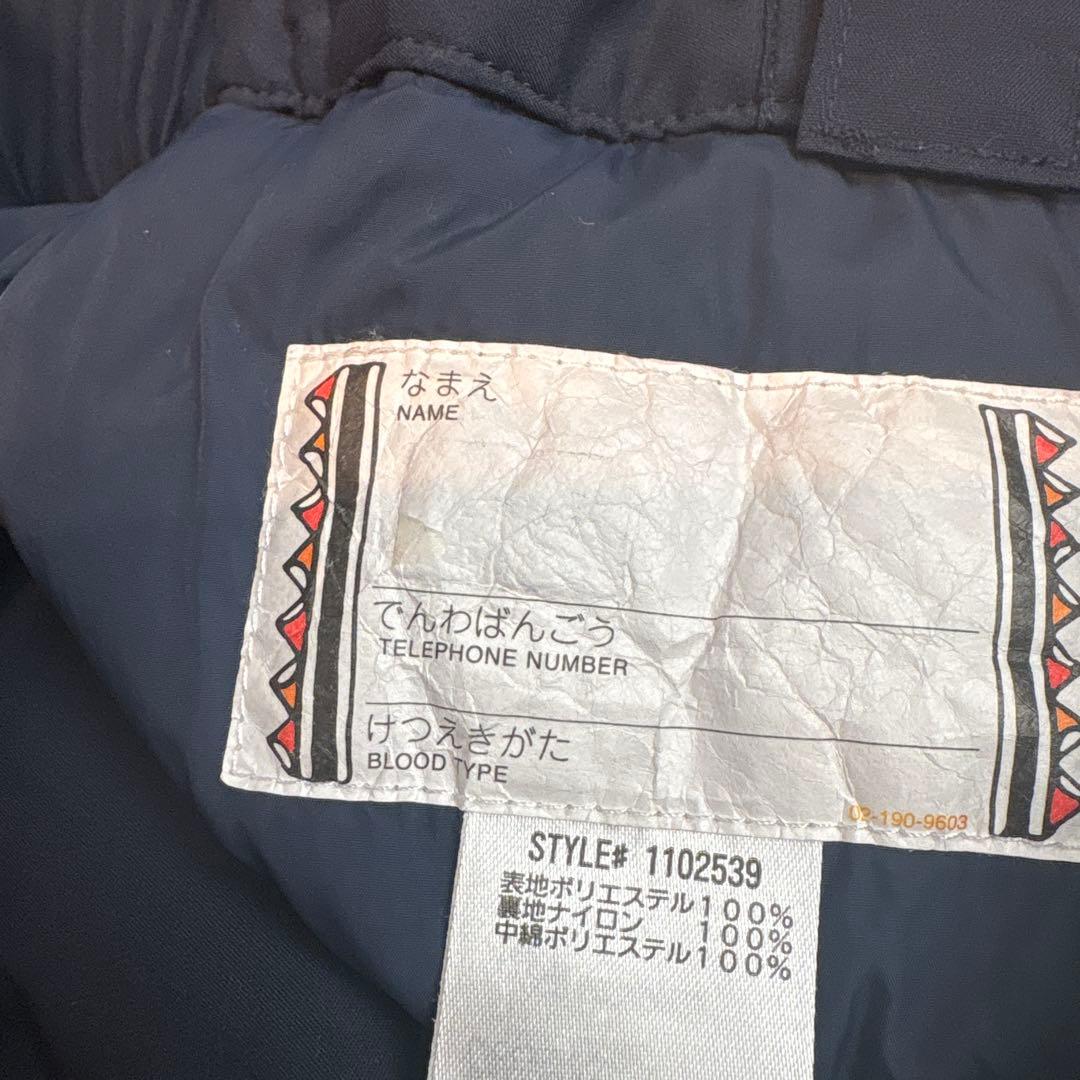 なまえ
NAME
でんわばんごう
TELEPHONE NUMBER
けつえきがた
BLOOD TYPE
02-190-9603
STYLE# 1102539
表地ポリエステル100%
裏地ナイロン 100%
中綿ポリエステル100%